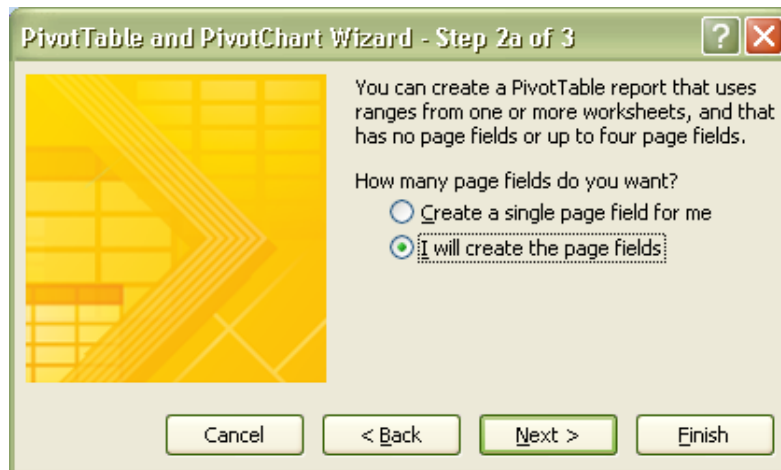 PivotTable and PivotChart Wizard - Step 2a of 3
?
You can create a PivotTable report that uses
ranges from one or more worksheets, and that
has no page fields or up to four page fields.
How many page fields do you want?
Create a single page field for me
I will create the page fields
Cancel
< Back
Next >
Finish